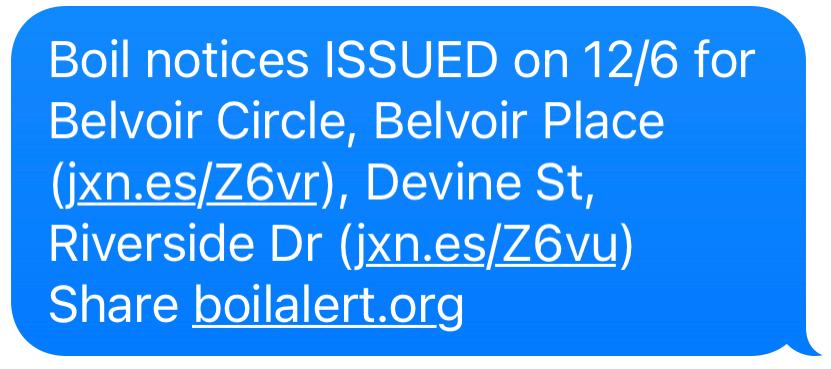 Boil notices ISSUED on 12/6 for
Belvoir Circle, Belvoir Place
(jxn.es/Z6vr), Devine St,
Riverside Dr (jxn.es/Z6vu)
Share boilalert.org